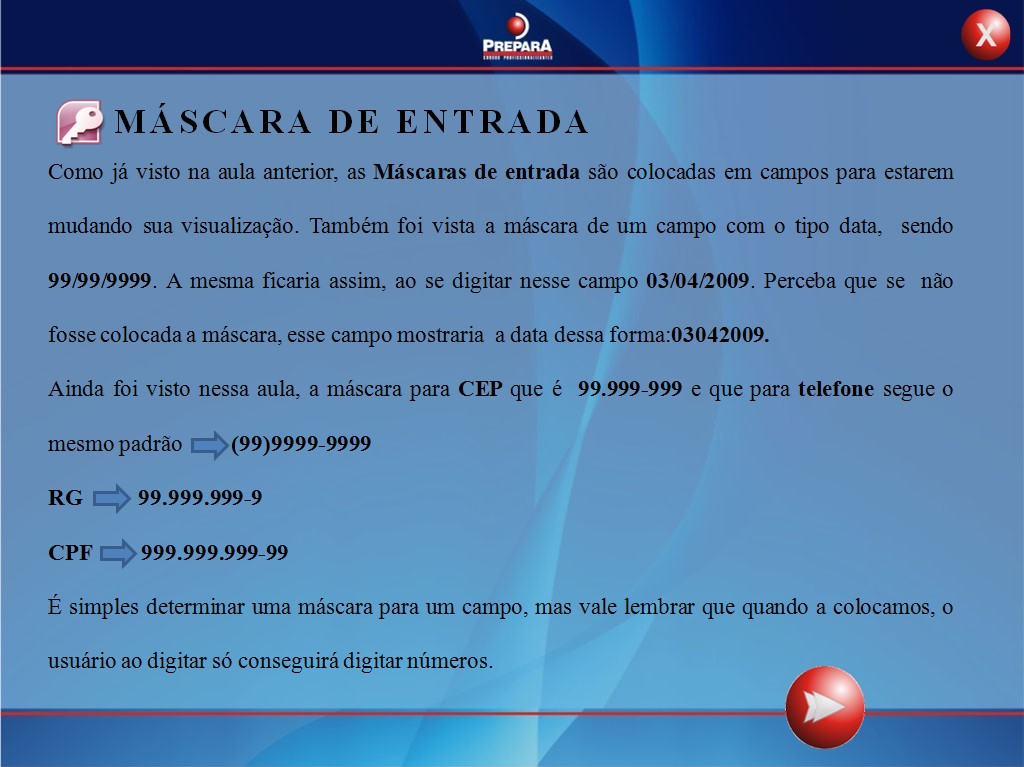 PREPARA
CURSOS PROFISSIONALIZANTES
X
MÁSCARA DE ENTRADA
Como já visto na aula anterior, as Máscaras de entrada são colocadas em campos para estarem
mudando sua visualização. Também foi vista a máscara de um campo com o tipo data, sendo
99/99/9999. A mesma ficaria assim, ao se digitar nesse campo 03/04/2009. Perceba que se não
fosse colocada a máscara, esse campo mostraria a data dessa forma:03042009.
Ainda foi visto nessa aula, a máscara para CEP que é 99.999-999 e que para telefone segue o
mesmo padrão (99)9999-9999
RG 99.999.999-9
CPF 999.999.999-99
É simples determinar uma máscara para um campo, mas vale lembrar que quando a colocamos, o
usuário ao digitar só conseguirá digitar números.